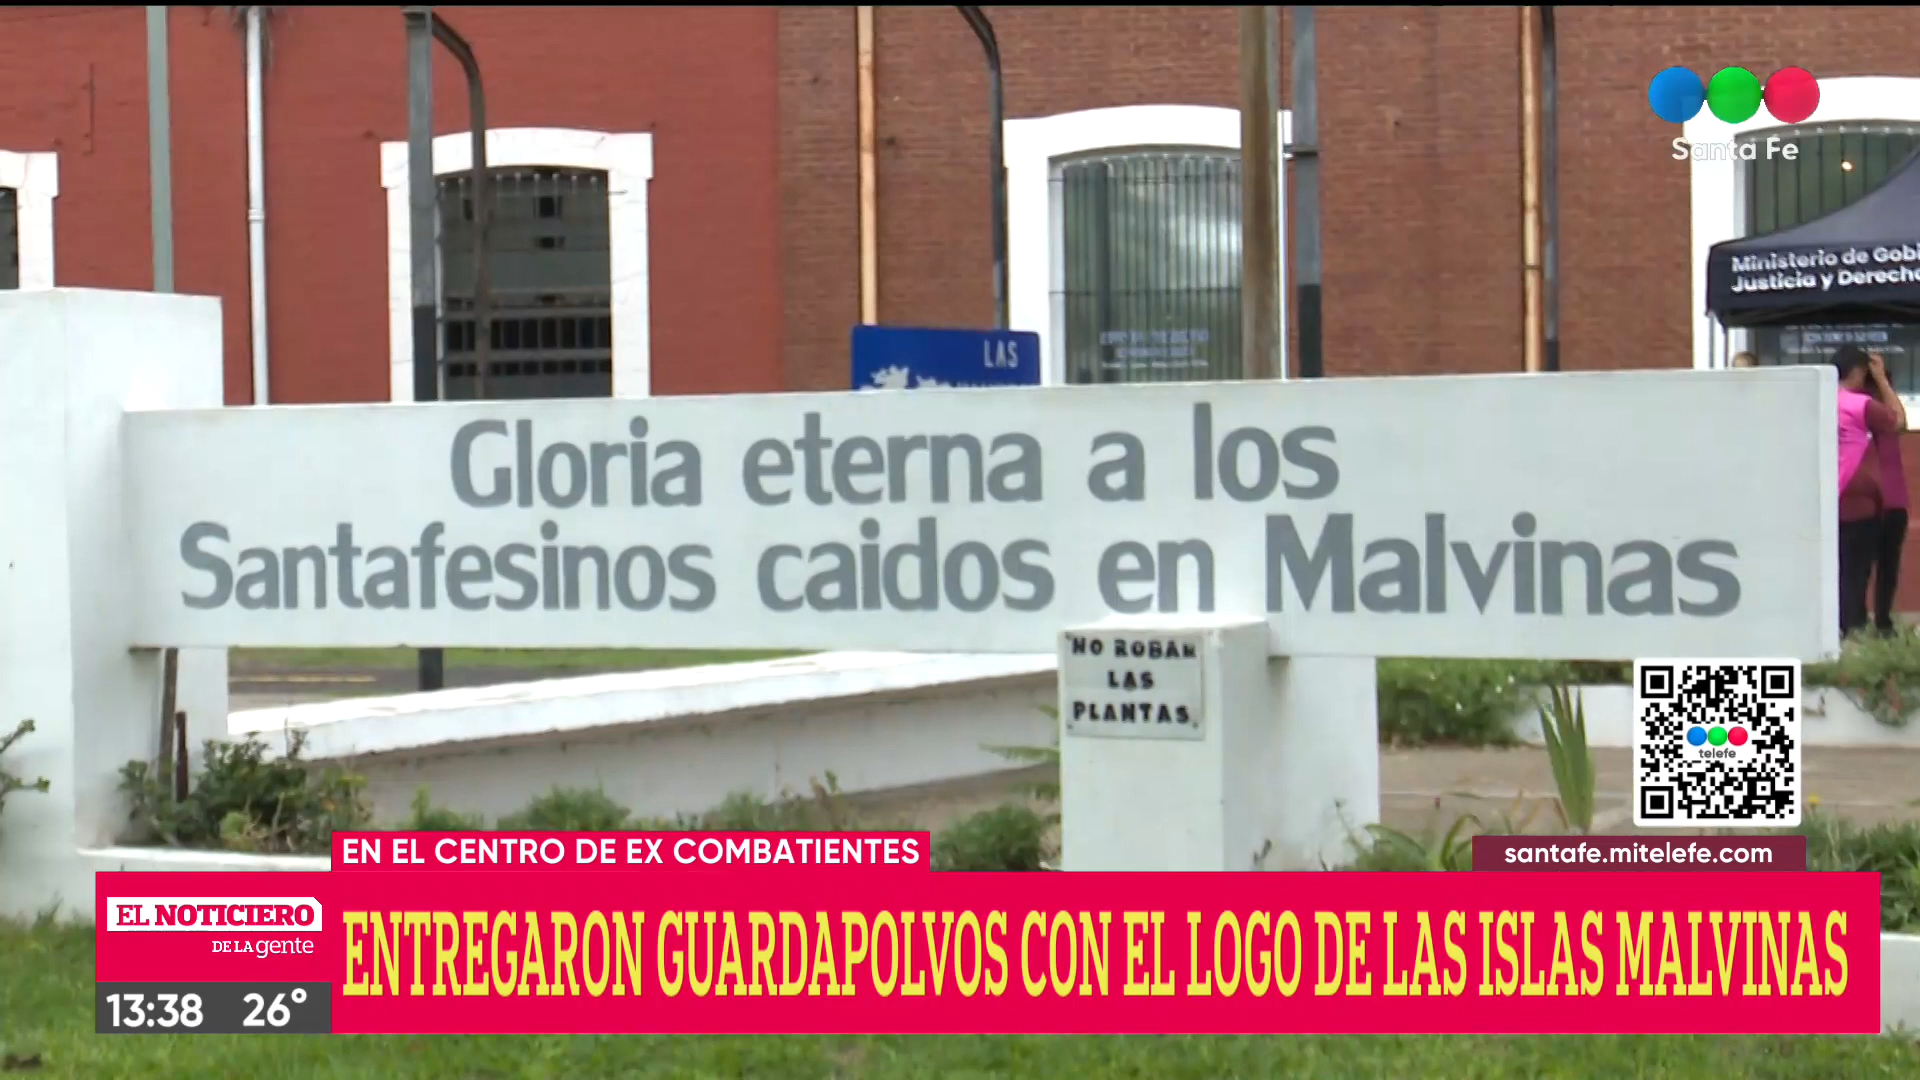 Santa Fe
Ministerio de Gobi
Justicia y Derecho
LAS
Gloria eterna a los
Santafesinos caidos en Malvinas
NO ROBAR
LAS
PLANTAS
telefe
santafe.mitelefe.com
EN EL CENTRO DE EX COMBATIENTES
EL NOTICIERO
DE LA gente
ENTREGARON GUARDAPOLVOS CON EL LOGO DE LAS ISLAS MALVINAS
13:38 26°